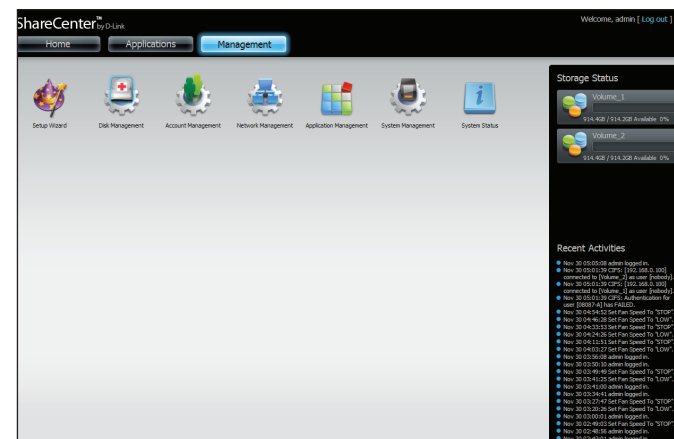 ShareCenter™ by D-Link
Welcome, admin [ Log out ]
Home
Applications
Management
Setup Wizard
Disk Management
Account Management
Network Management
Application Management
System Management
System Status
Storage Status
Volume_1
914.4GB / 914.2GB Available 0%
Volume_2
914.4GB / 914.2GB Available 0%
Recent Activities
Nov 30 05:05:08 admin logged in.
Nov 30 05:01:39 CIFS: [192.168.0.100]
connected to [Volume_2] as user [nobody].
Nov 30 05:01:39 CIFS: [192.168.0.100]
connected to [Volume_1] as user [nobody].
Nov 30 05:01:39 CIFS: Authentication for
user [08087-A] has FAILED.
Nov 30 04:54:52 Set Fan Speed To "STOP".
Nov 30 04:46:28 Set Fan Speed To "LOW".
Nov 30 04:33:53 Set Fan Speed To "STOP".
Nov 30 04:24:26 Set Fan Speed To "LOW".
Nov 30 04:11:51 Set Fan Speed To "STOP".
Nov 30 04:03:27 Set Fan Speed To "LOW".
Nov 30 03:56:08 admin logged in.
Nov 30 03:50:10 admin logged in.
Nov 30 03:49:49 Set Fan Speed To "STOP".
Nov 30 03:41:25 Set Fan Speed To "LOW".
Nov 30 03:41:00 admin logged in.
Nov 30 03:34:41 admin logged in.
Nov 30 03:27:47 Set Fan Speed To "STOP".
Nov 30 03:20:26 Set Fan Speed To "LOW".
Nov 30 03:00:01 admin logged in.
Nov 30 02:49:03 Set Fan Speed To "STOP".
Nov 30 02:48:56 admin logged in.